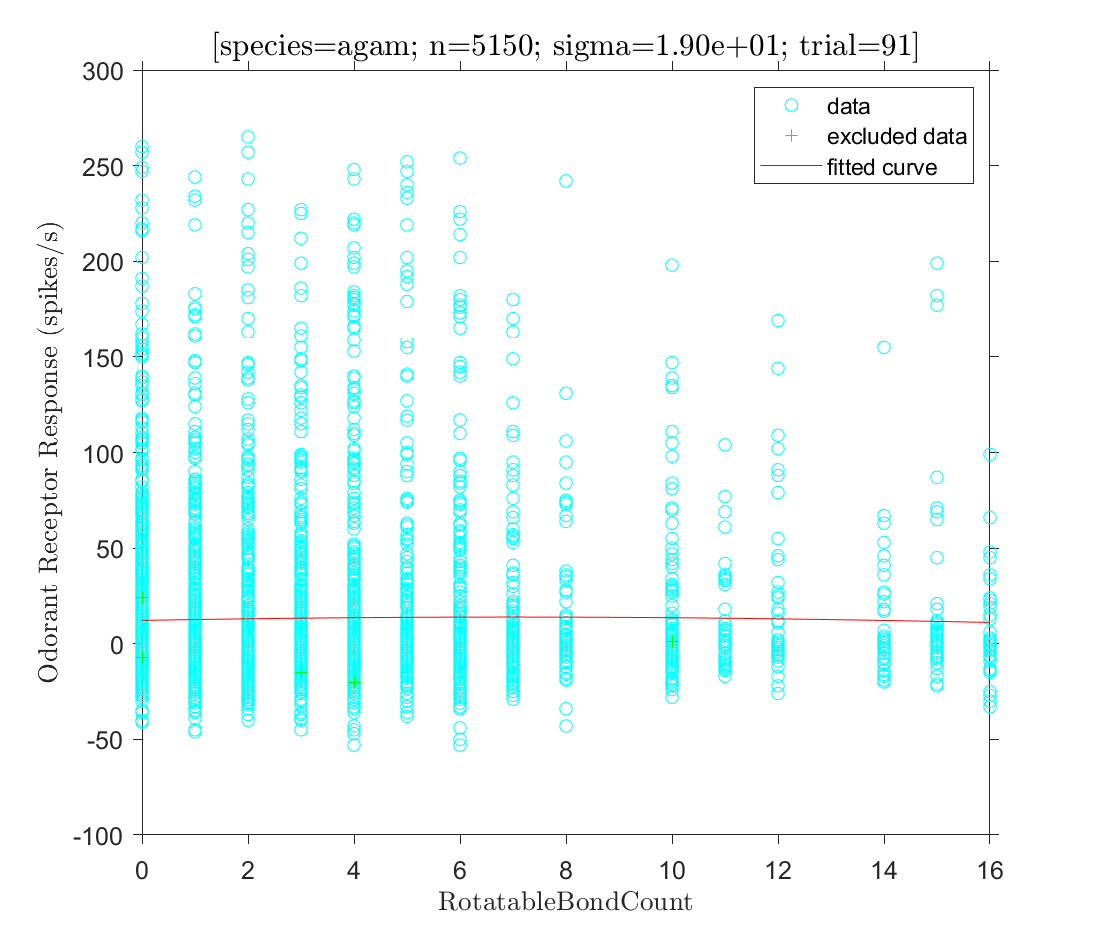 [species=agam; n=5150; sigma=1.90e+01; trial=91]
300
250
200
150
100
50
0
-50
-100
Odorant Receptor Response (spikes/s)
data
excluded data
fitted curve
0 2 4 6 8 10 12 14 16
RotatableBondCount